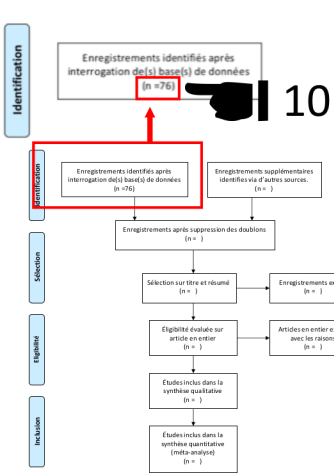 Identification
Enregistrements identifiés après
interrogation de(s) base(s) de données
(n =76)
10
Identification
Enregistrements identifiés après
interrogation de(s) base(s) de données
(n =76)
Enregistrements supplémentaires
identifies via d'autres sources.
(n = )
Enregistrements après suppression des doublons
(n = )
Sélection
Sélection sur titre et résumé
(n = )
Enregistrements ex
(n = )
Eligibilité
Éligibilité évaluée sur
article en entier
(n = )
Articles en entier e
avec les raisons
(n = )
Études inclus dans la
synthèse qualitative
(n = )
Inclusion
Études inclus dans la
synthèse quantitative
(méta-analyse)
(n = )